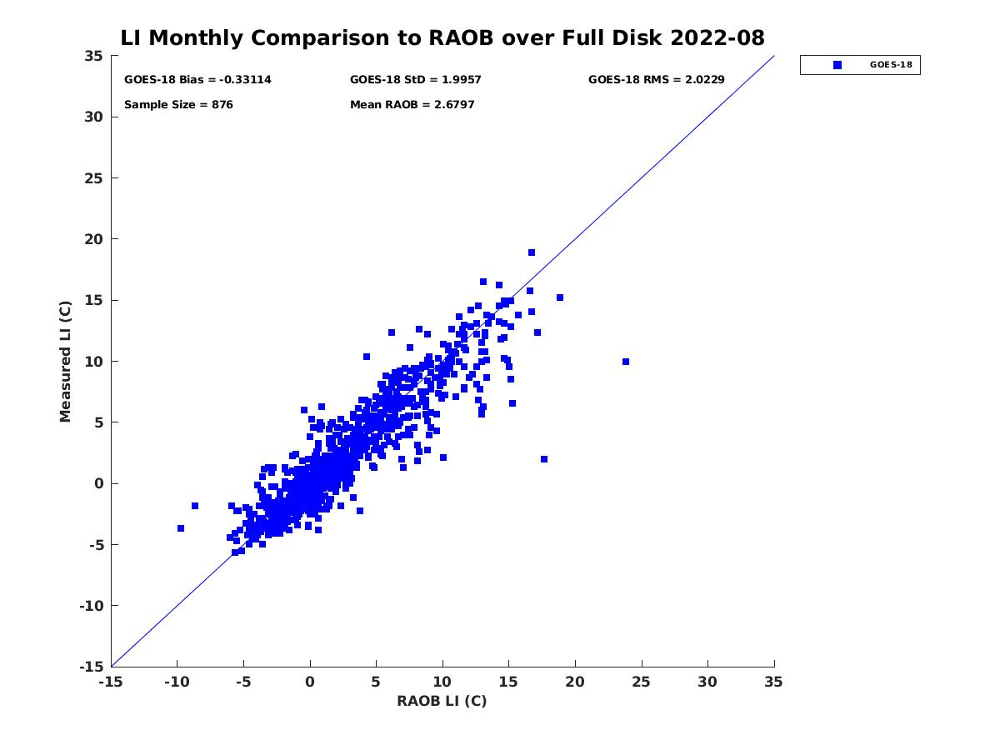 LI Monthly Comparison to RAOB over Full Disk 2022-08
GOES-18
GOES-18 Bias = -0.33114
GOES-18 StD = 1.9957
GOES-18 RMS = 2.0229
Sample Size = 876
Mean RAOB = 2.6797
35
30
25
20
15
10
5
0
-5
-10
-15
Measured LI (C)
-15
-10
-5
0
5
10
15
20
25
30
35
RAOB LI (C)